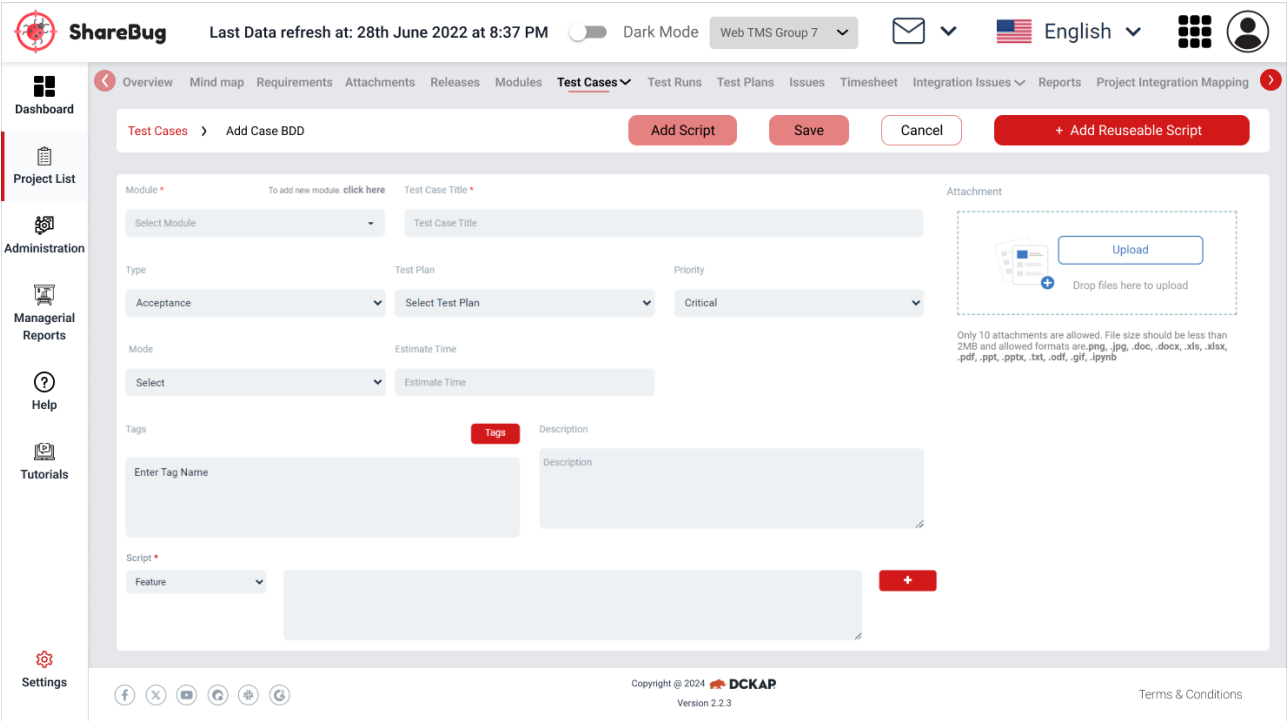 ShareBug
Last Data refresh at: 28th June 2022 at 8:37 PM
Dark Mode
Web TMS Group 7
English
Overview Mind map Requirements Attachments Releases Modules Test Cases Test Runs Test Plans Issues Timesheet Integration Issues Reports Project Integration Mapping
Dashboard
Project List
Administration
Managerial
Reports
Help
Tutorials
Settings
Test Cases > Add Case BDD
Add Script
Save
Cancel
+ Add Reuseable Script
Module *
To add new module. click here
Test Case Title *
Select Module
Test Case Title
Type
Test Plan
Priority
Acceptance
Select Test Plan
Critical
Mode
Estimate Time
Select
Estimate Time
Tags
Tags
Description
Enter Tag Name
Description
Script *
Feature
+
Attachment
Upload
Drop files here to upload
Only 10 attachments are allowed. File size should be less than
2MB and allowed formats are.png, .jpg, .doc, .docx, .xls, .xlsx,
.pdf, .ppt, .pptx, .txt, .odf, .gif, .ipynb
Copyright @ 2024 DCKAP
Version 2.2.3
Terms & Conditions